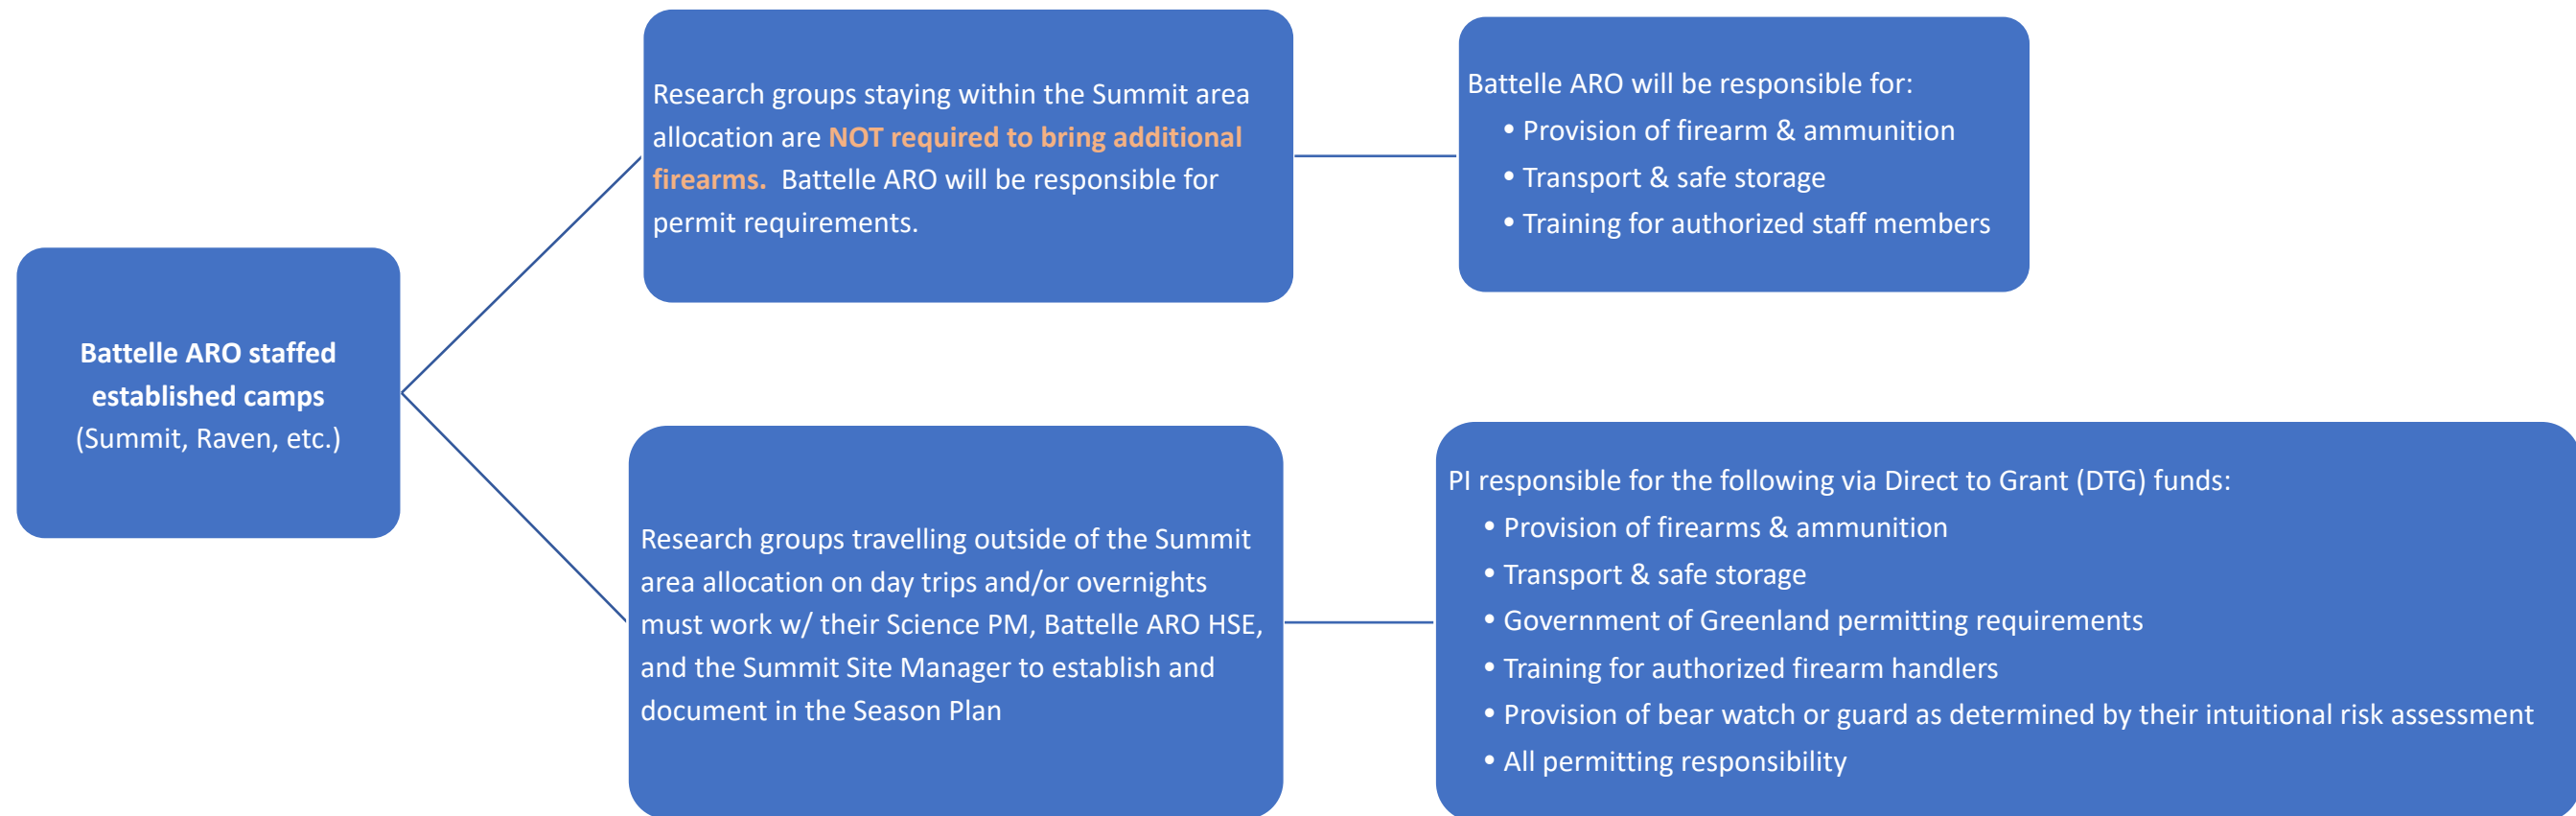 Battelle ARO staffed
established camps
(Summit, Raven, etc.)
Research groups staying within the Summit area
allocation are NOT required to bring additional
firearms. Battelle ARO will be responsible for
permit requirements.
Battelle ARO will be responsible for:
• Provision of firearm & ammunition
• Transport & safe storage
• Training for authorized staff members
Research groups travelling outside of the Summit
area allocation on day trips and/or overnights
must work w/ their Science PM, Battelle ARO HSE,
and the Summit Site Manager to establish and
document in the Season Plan
PI responsible for the following via Direct to Grant (DTG) funds:
• Provision of firearms & ammunition
• Transport & safe storage
• Government of Greenland permitting requirements
• Training for authorized firearm handlers
• Provision of bear watch or guard as determined by their intuitional risk assessment
• All permitting responsibility